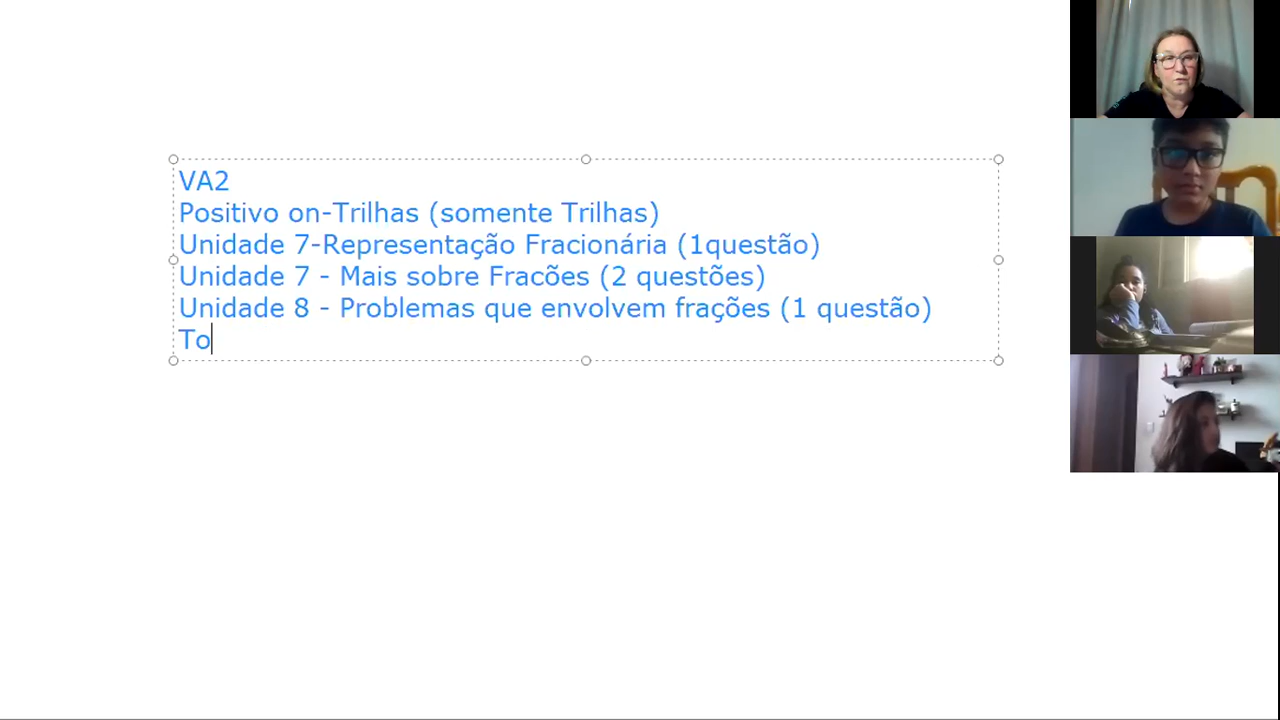 VA2
Positivo on-Trilhas (somente Trilhas)
Unidade 7-Representação Fracionária (1questão)
Unidade 7 - Mais sobre Fracões (2 questões)
Unidade 8 - Problemas que envolvem frações (1 questão)
To